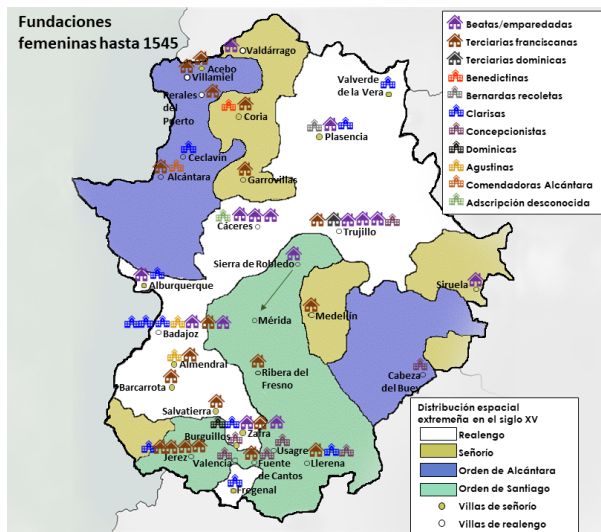 Fundaciones
femeninas hasta 1545
Beatas/emparedadas
Terciarias franciscanas
Terciarias dominicas
Benedictinas
Bernardas recoletas
Clarisas
Concepcionistas
Dominicas
Agustinas
Comendadoras Alcántara
Adscripción desconocida
Valdárrago
Acebo
Villamiel
Perales del
Puerto
Coria
Valverde
de la Vera
Plasencia
Ceclavín
Alcántara
Garrovillas
Cáceres
Trujillo
Sierra de Robledo
Siruela
Alburquerque
Mérida
Medellín
Badajoz
Almendral
Barcarrota
Ribera del
Fresno
Cabeza
del Buey
Salvatierra
Burguillos
Zafra
Usagre
Jerez
Valencia
Fuente
de Cantos
Llerena
Fregenal
Distribución espacial
extremeña en el siglo XV
Realengo
Señorío
Orden de Alcántara
Orden de Santiago
Villas de señorío
Villas de realengo